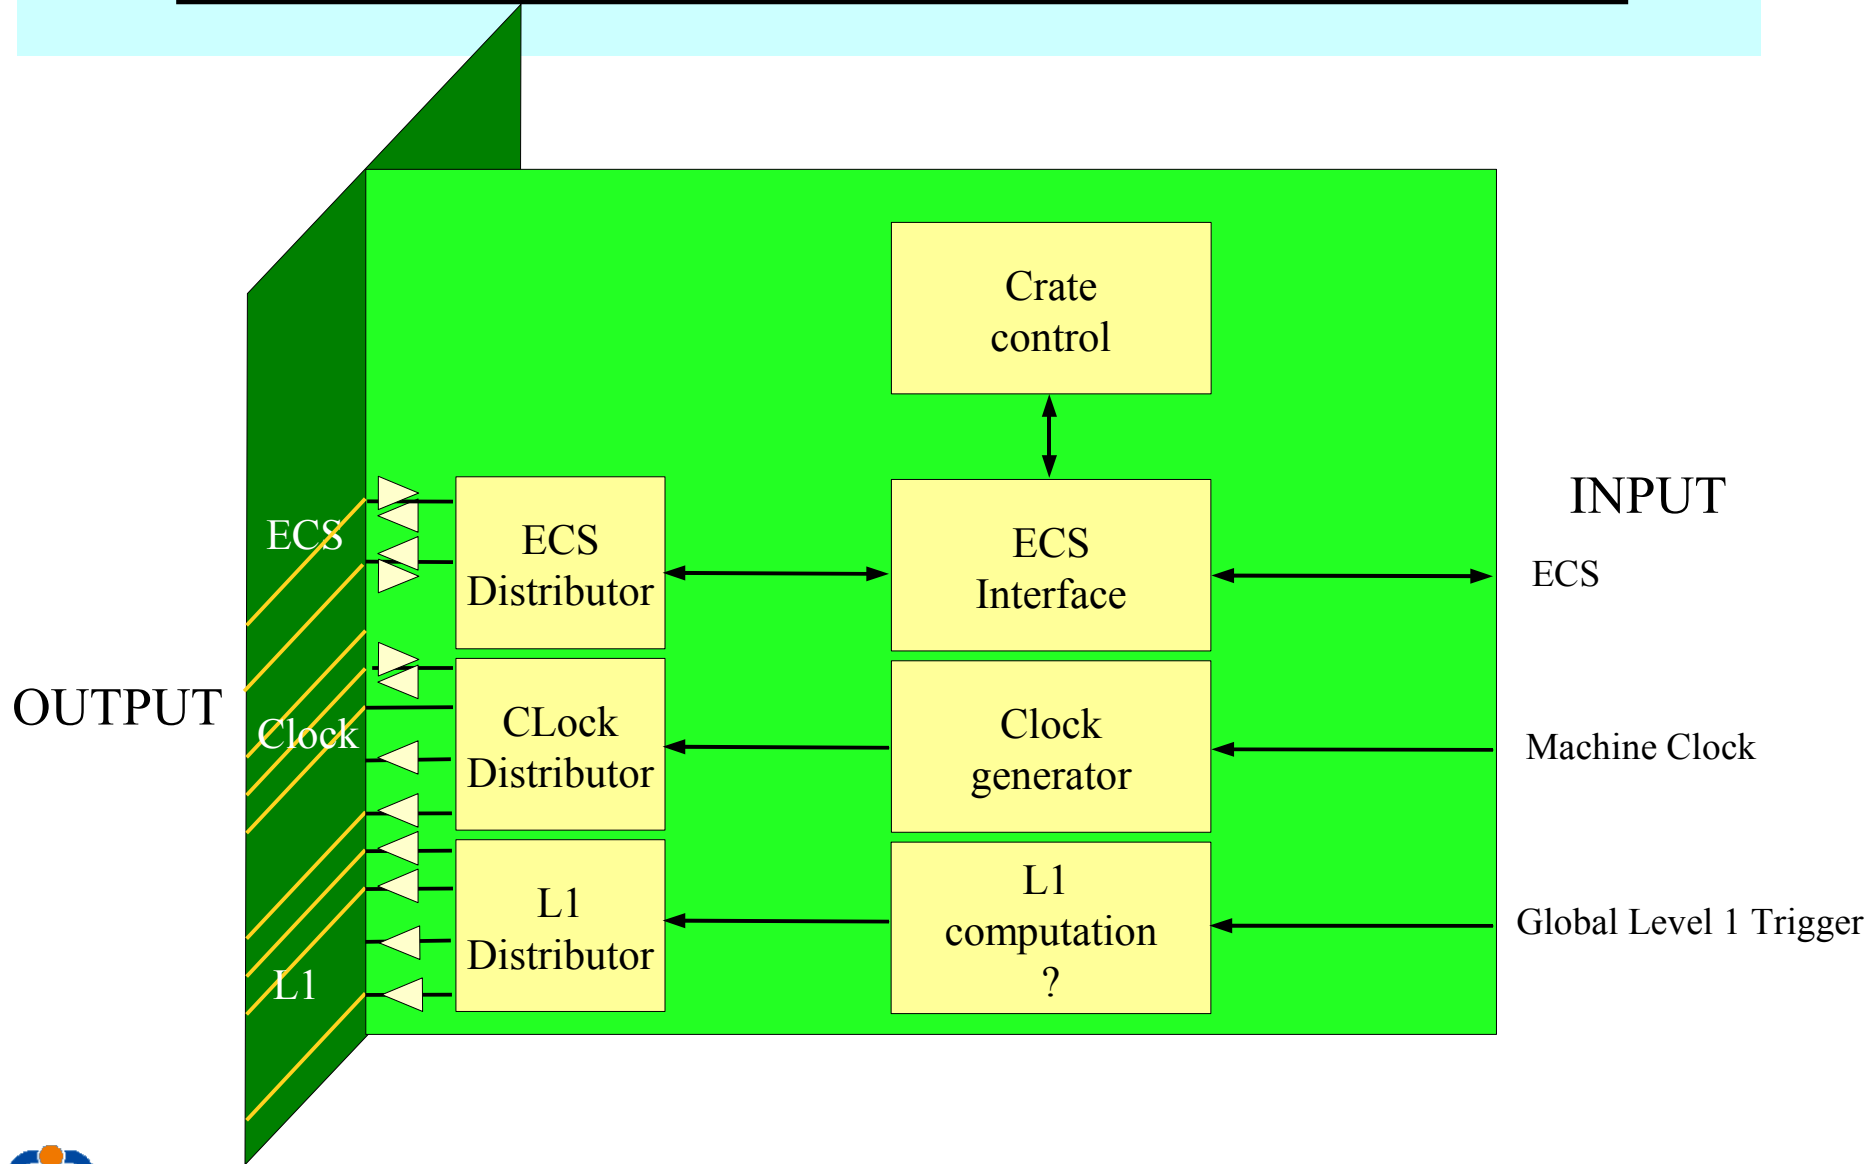 Crate
control
INPUT
ECS
ECS
Distributor
ECS
Interface
ECS
OUTPUT
Clock
CLock
Distributor
Clock
generator
Machine Clock
L1
L1
Distributor
L1
computation
?
Global Level 1 Trigger